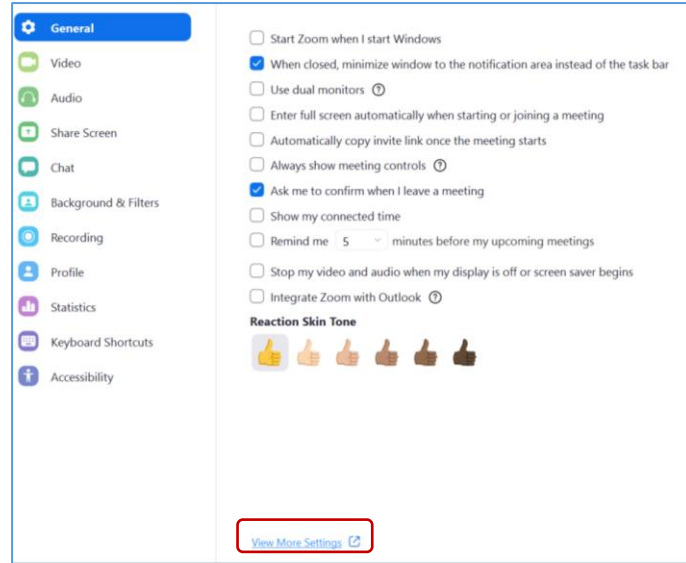 General
Video
Audio
Share Screen
Chat
Background & Filters
Recording
Profile
Statistics
Keyboard Shortcuts
Accessibility
Start Zoom when I start Windows
When closed, minimize window to the notification area instead of the task bar
Use dual monitors ?
Enter full screen automatically when starting or joining a meeting
Automatically copy invite link once the meeting starts
Always show meeting controls ?
Ask me to confirm when I leave a meeting
Show my connected time
Remind me 5 minutes before my upcoming meetings
Stop my video and audio when my display is off or screen saver begins
Integrate Zoom with Outlook ?
Reaction Skin Tone
View More Settings